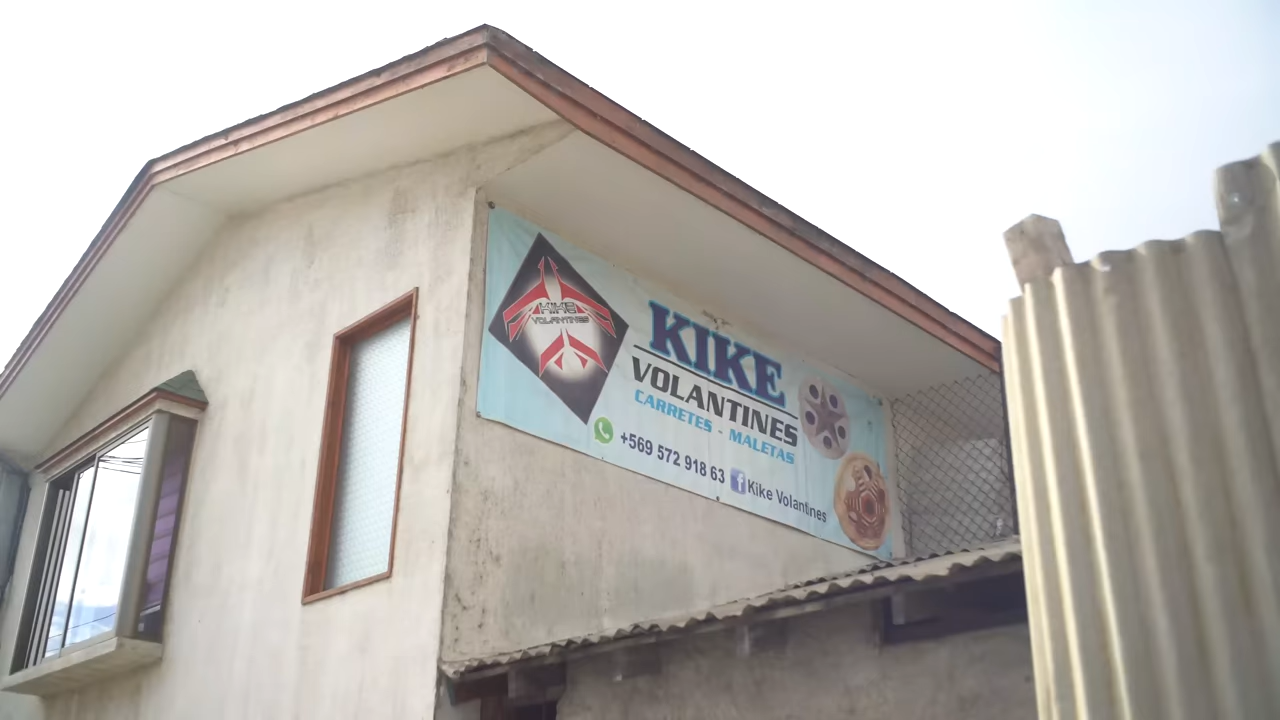 KIKE
VOLANTINES
KIKE
VOLANTINES
CARRETES - MALETAS
+569 572 918 63
Kike Volantines